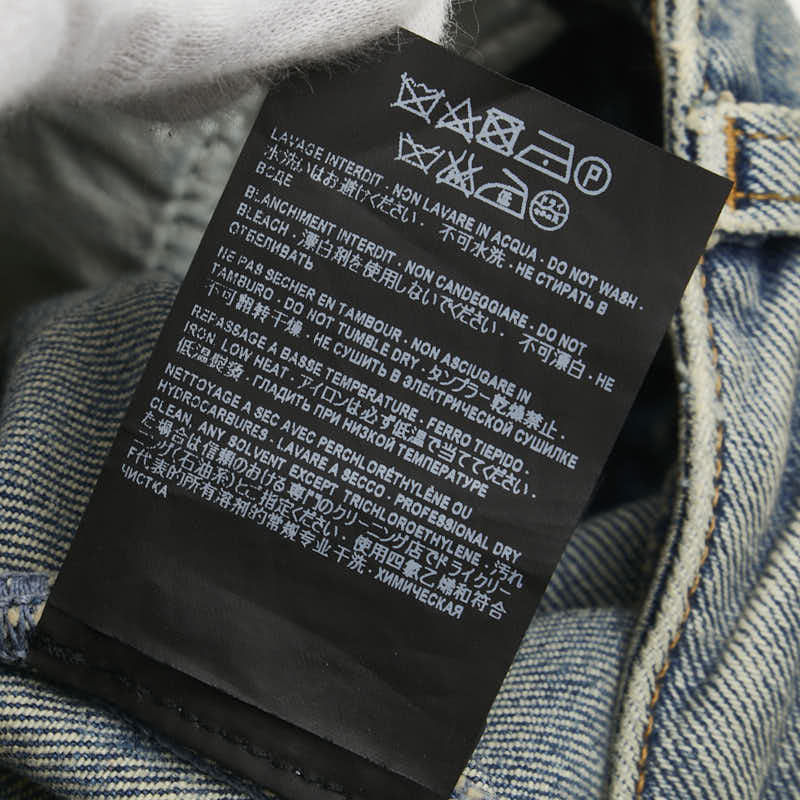 P
LAVAGE INTERDIT . NON LAVARE IN ACQUA . DO NOT WASH .
水洗いはお避けください . 不可水洗 . НЕ СТИРАТЬ В
ВОДЕ
BLANCHIMENT INTERDIT . NON CANDEGGIARE . DO NOT
BLEACH . 漂白剤を使用しないでください . 不可漂白 . НЕ
ОТБЕЛИВАТЬ
NE PAS SECHER EN TAMBOUR . NON ASCIUGARE IN
TAMBURO . DO NOT TUMBLE DRY . タンブラー乾燥禁止 .
不可翻转干燥 . НЕ СУШИТЬ В ЭЛЕКТРИЧЕСКОЙ СУШИЛКЕ
REPASSAGE A BASSE TEMPERATURE . FERRO TIEPIDO .
IRON LOW HEAT . アイロンは必ず低温で当ててください .
低温熨烫 . ГЛАДИТЬ ПРИ НИЗКОЙ ТЕМПЕРАТУРЕ
NETTOYAGE A SEC AVEC PERCHLORÉTHYLÈNE OU
HYDROCARBURES . LAVARE A SECCO . PROFESSIONAL DRY
CLEAN, ANY SOLVENT EXCEPT TRICHLOROETHYLENE . 汚れ
た場合は信頼のおける専門のクリーニング店でドライクリー
ニング(石油系)とご指定ください . 使用四氯乙烯和符合
F代表的所有溶剂的常规专业干洗 . ХИМИЧЕСКАЯ
ЧИСТКА